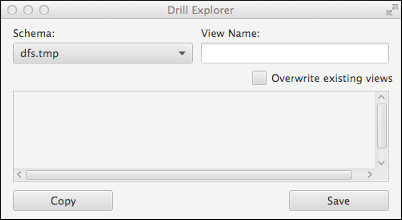 Drill Explorer
Schema:
View Name:
dfs.tmp
Overwrite existing views
Copy
Save